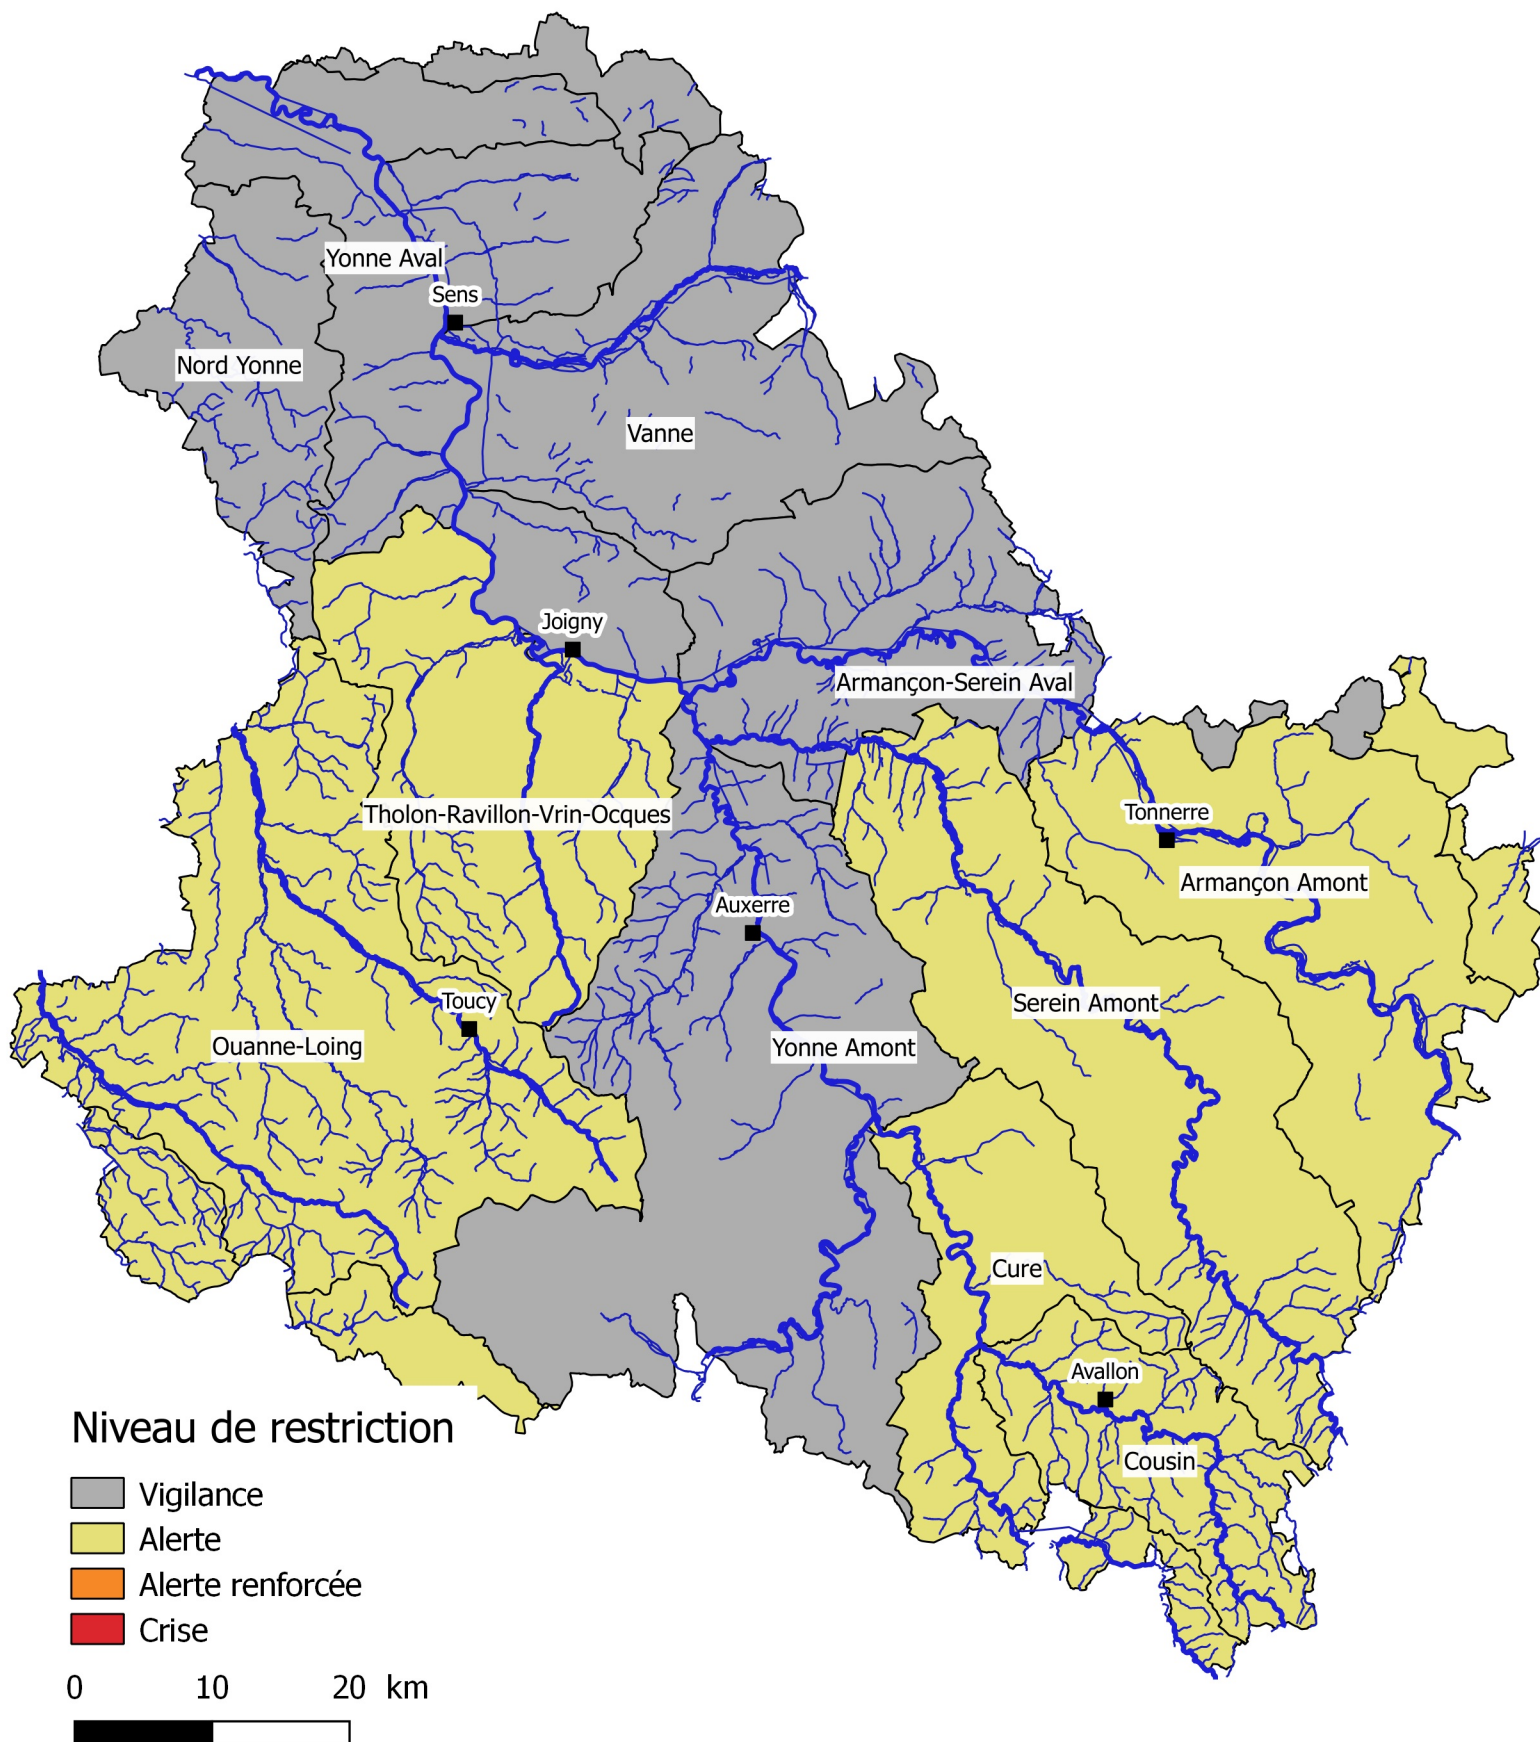 Yonne Aval
Sens
Nord Yonne
Vanne
Joigny
Armançon-Serein Aval
Tholon-Ravillon-Vrin-Ocques
Tonnerre
Armançon Amont
Auxerre
Toucy
Serein Amont
Ouanne-Loing
Yonne Amont
Cure
Avallon
Cousin
Niveau de restriction
Vigilance
Alerte
Alerte renforcée
Crise
0 10 20 km